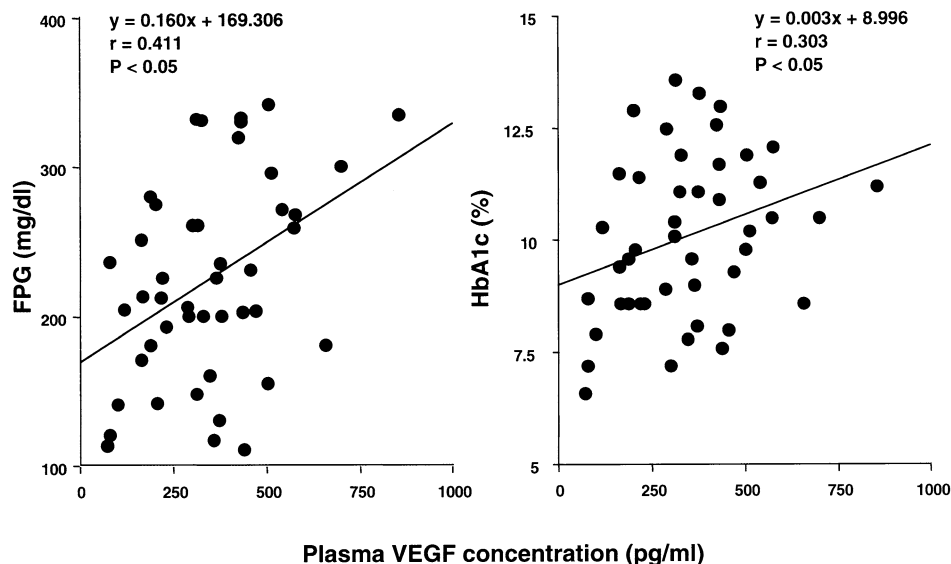 y = 0.160x + 169.306
r = 0.411
P < 0.05
400
300
200
100
FPG (mg/dl)
0
250
500
750
1000
y = 0.003x + 8.996
r = 0.303
P < 0.05
15
12.5
10
7.5
5
HbA1c (%)
0
250
500
750
1000
Plasma VEGF concentration (pg/ml)